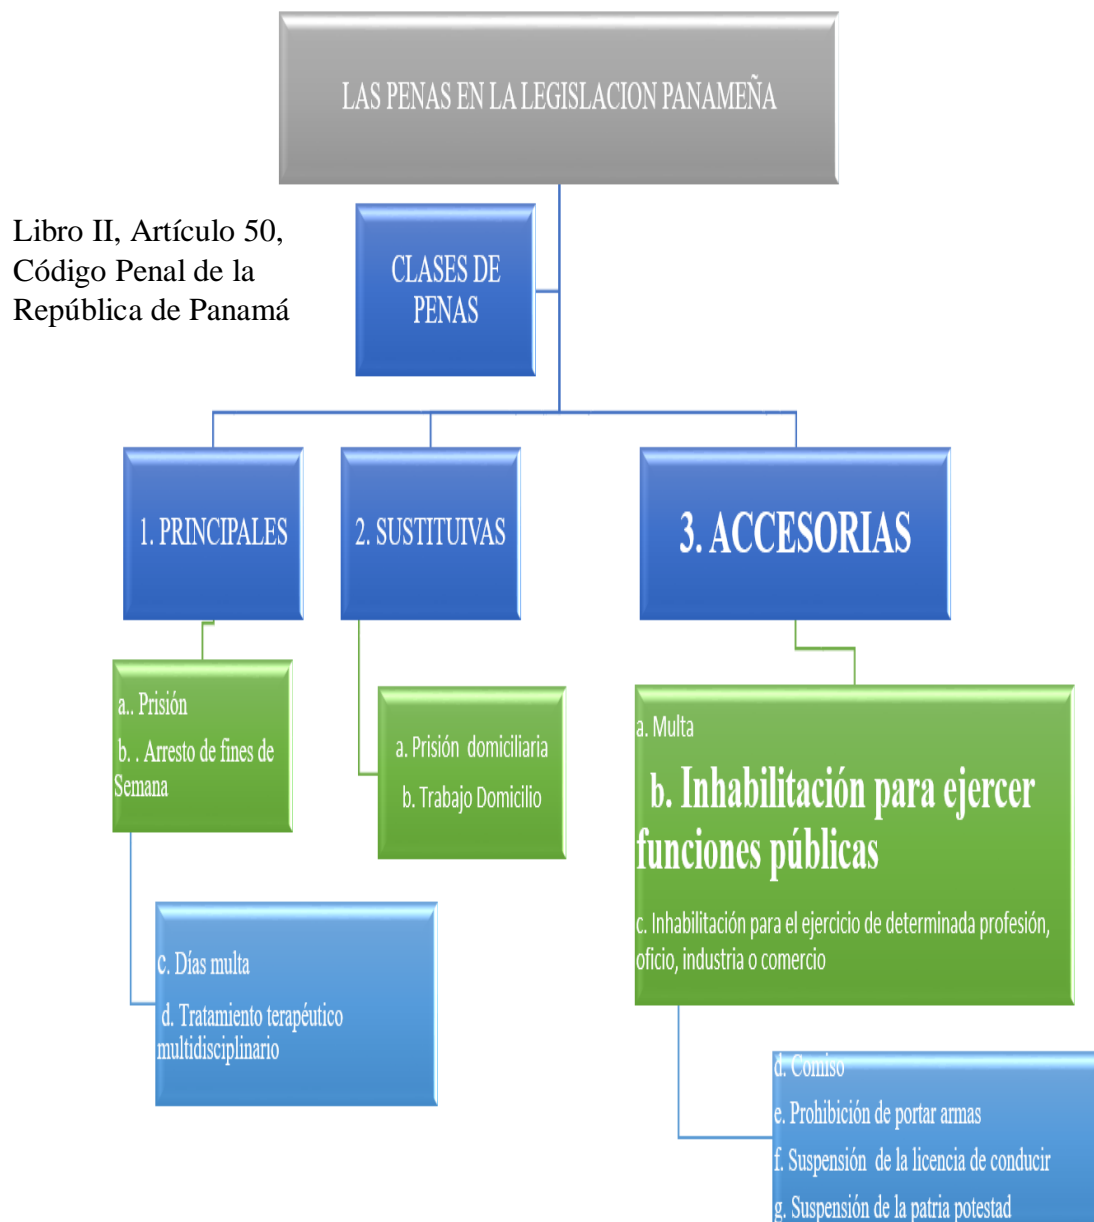 LAS PENAS EN LA LEGISLACION PANAMEÑA
Libro II, Artículo 50,
Código Penal de la
República de Panamá
CLASES DE
PENAS
1. PRINCIPALES
2. SUSTITUIVAS
3. ACCESORIAS
a.. Prisión
b. . Arresto de fines de
Semana
a. Prisión domiciliaria
b. Trabajo Domicilio
a. Multa
b. Inhabilitación para ejercer
funciones públicas
c. Inhabilitación para el ejercicio de determinada profesión,
oficio, industria o comercio
c. Días multa
d. Tratamiento terapéutico
multidisciplinario
d. Comiso
e. Prohibición de portar armas
f. Suspensión de la licencia de conducir
g. Suspensión de la patria potestad